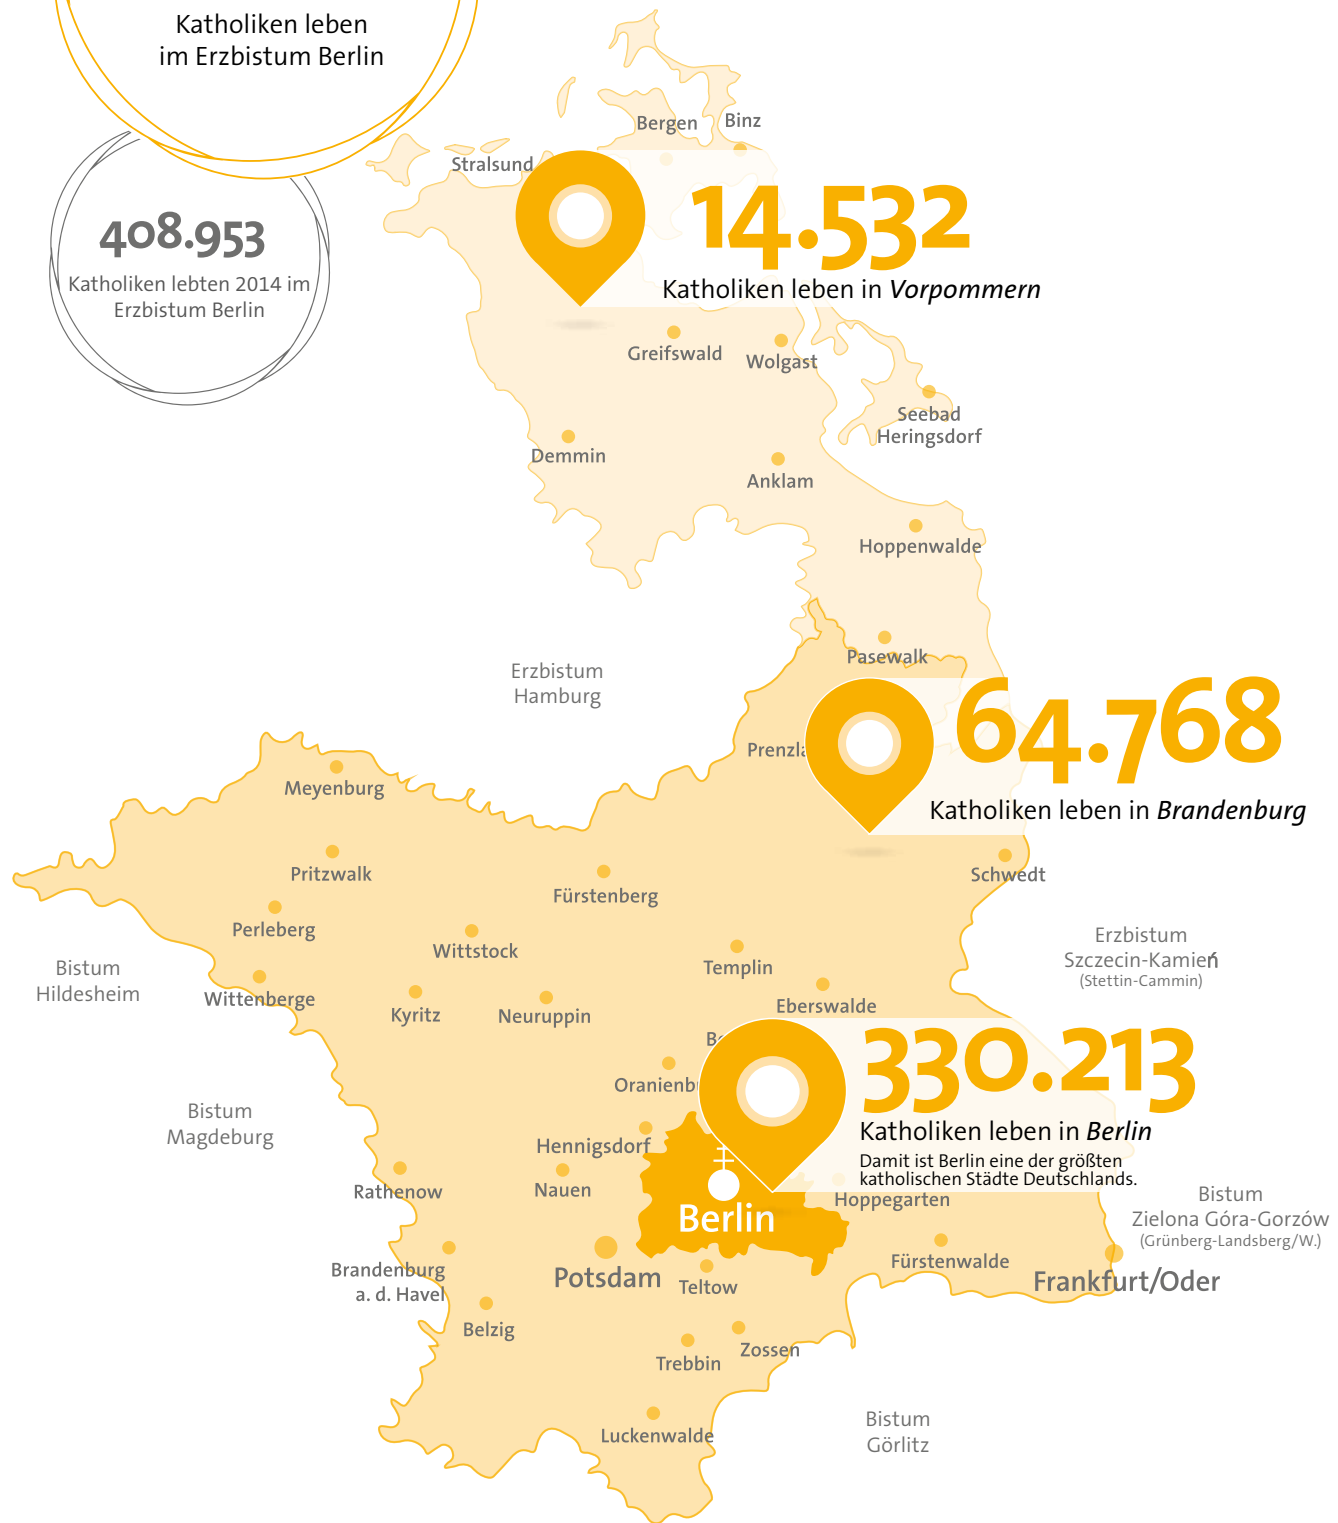 Katholiken leben
im Erzbistum Berlin
408.953
Katholiken lebten 2014 im
Erzbistum Berlin
Bergen
Binz
Stralsund
14.532
Katholiken leben in Vorpommern
Greifswald
Wolgast
Seebad
Heringsdorf
Demmin
Anklam
Hoppenwalde
Pasewalk
Erzbistum
Hamburg
64.768
Katholiken leben in Brandenburg
Meyenburg
Pritzwalk
Fürstenberg
Schwedt
Perleberg
Wittstock
Templin
Erzbistum
Szczecin-Kamień
(Stettin-Cammin)
Bistum
Hildesheim
Wittenberge
Kyritz
Neuruppin
Eberswalde
330.213
Katholiken leben in Berlin
Damit ist Berlin eine der größten
katholischen Städte Deutschlands.
Bistum
Magdeburg
Hennigsdorf
Rathenow
Nauen
Hoppegarten
Berlin
Bistum
Zielona Góra-Gorzów
(Grünberg-Landsberg/W.)
Brandenburg
a. d. Havel
Potsdam
Teltow
Fürstenwalde
Frankfurt/Oder
Belzig
Trebbin
Zossen
Luckenwalde
Bistum
Görlitz